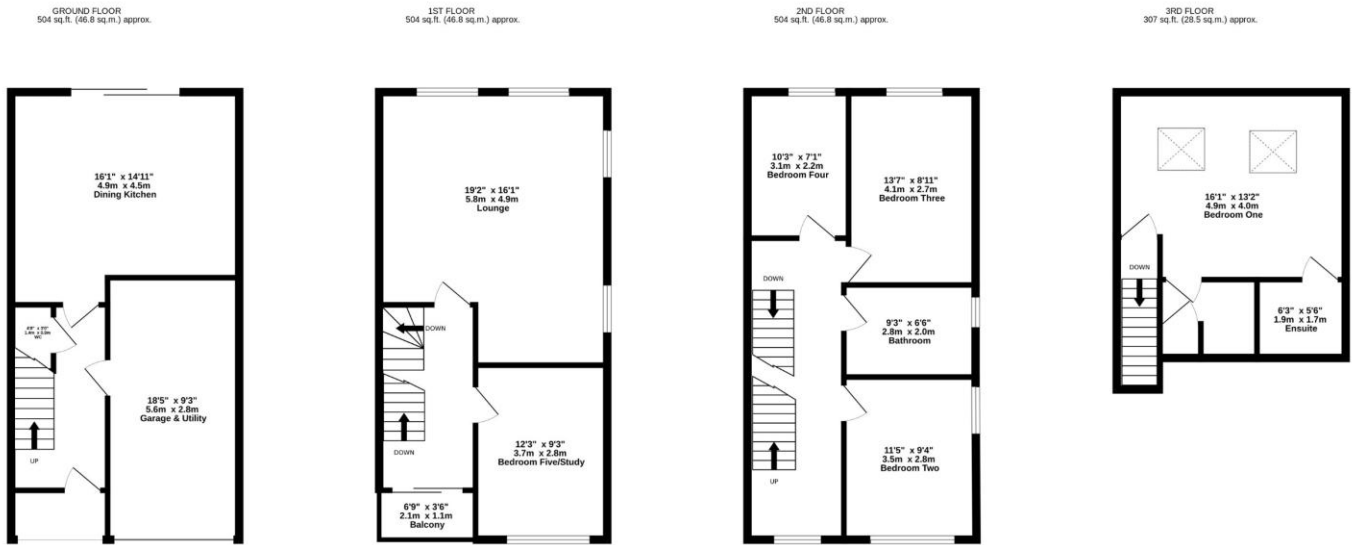 GROUND FLOOR
504 sq.ft. (46.8 sq.m.) approx.
16'1" x 14'11"
4.9m x 4.5m
Dining Kitchen
WC
18'5" x 9'3"
5.6m x 2.8m
Garage & Utility
UP
1ST FLOOR
504 sq.ft. (46.8 sq.m.) approx.
19'2" x 16'1"
5.8m x 4.9m
Lounge
DOWN
DOWN
12'3" x 9'3"
3.7m x 2.8m
Bedroom Five/Study
6'9" x 3'6"
2.1m x 1.1m
Balcony
2ND FLOOR
504 sq.ft. (46.8 sq.m.) approx.
10'3" x 7'1"
3.1m x 2.2m
Bedroom Four
13'7" x 8'11"
4.1m x 2.7m
Bedroom Three
DOWN
9'3" x 6'6"
2.8m x 2.0m
Bathroom
11'5" x 9'4"
3.5m x 2.8m
Bedroom Two
UP
3RD FLOOR
307 sq.ft. (28.5 sq.m.) approx.
16'1" x 13'2"
4.9m x 4.0m
Bedroom One
DOWN
6'3" x 5'6"
1.9m x 1.7m
Ensuite